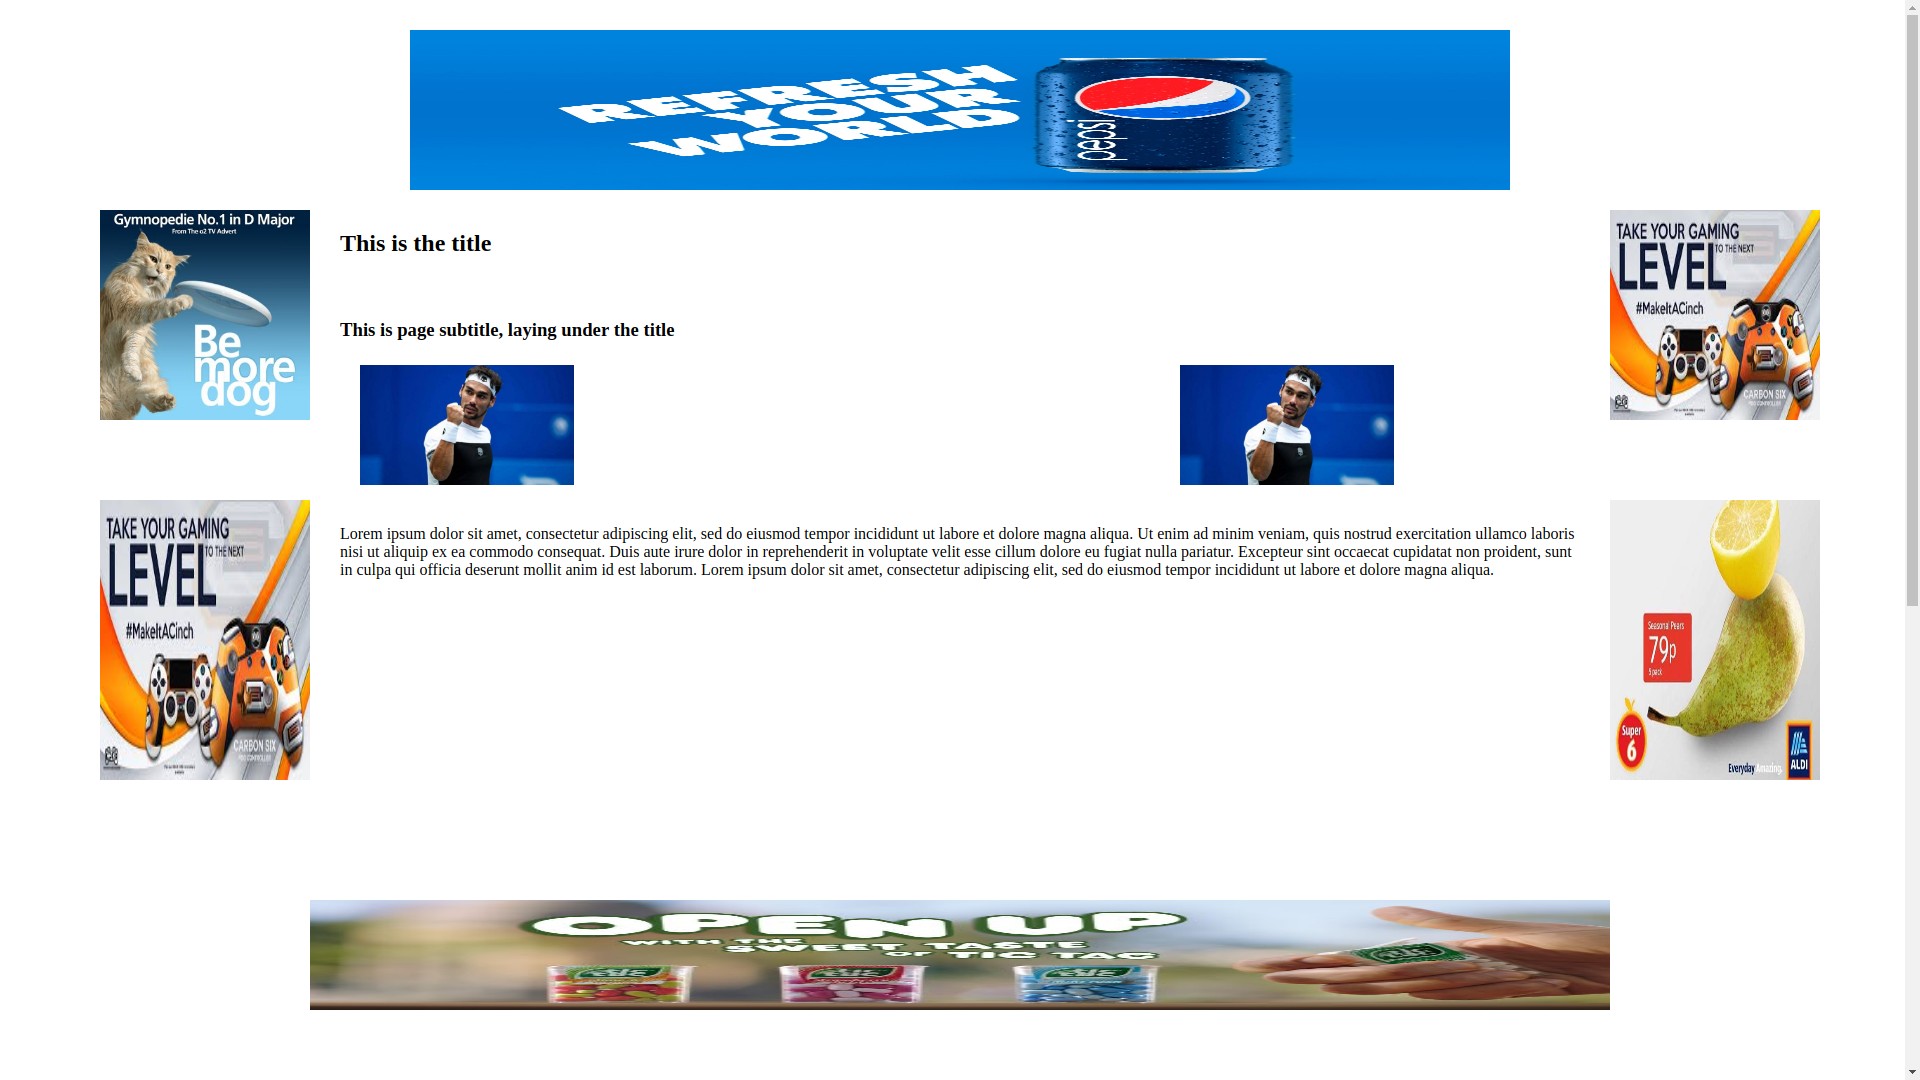 REFRESH
YOUR
WORLD
pepsi
Gymnopedie No.1 in D Major
From The o2 TV Advert
Be
more
dog
This is the title
TAKE YOUR GAMING
LEVEL TO THE NEXT
#MakeItACinch
CARBON SIX
This is page subtitle, laying under the title
TAKE YOUR GAMING
LEVEL TO THE NEXT
#MakeItACinch
CARBON SIX
Lorem ipsum dolor sit amet, consectetur adipiscing elit, sed do eiusmod tempor incididunt ut labore et dolore magna aliqua. Ut enim ad minim veniam, quis nostrud exercitation ullamco laboris
nisi ut aliquip ex ea commodo consequat. Duis aute irure dolor in reprehenderit in voluptate velit esse cillum dolore eu fugiat nulla pariatur. Excepteur sint occaecat cupidatat non proident, sunt
in culpa qui officia deserunt mollit anim id est laborum. Lorem ipsum dolor sit amet, consectetur adipiscing elit, sed do eiusmod tempor incididunt ut labore et dolore magna aliqua.
Seasonal Pears
79p
5 pack
Super
6
Everyday Amazing.
ALDI
OPEN UP
WITH THE
SWEET TASTE
OF TIC TAC